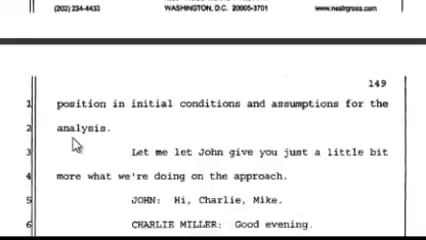 (202) 234-4433 WASHINGTON, D.C. 20005-3701 www.nealrgross.com
149
1 position in initial conditions and assumptions for the
2 analysis.
3 Let me let John give you just a little bit
4 more what we're doing on the approach.
5 JOHN: Hi, Charlie, Mike.
6 CHARLIE MILLER: Good evening.